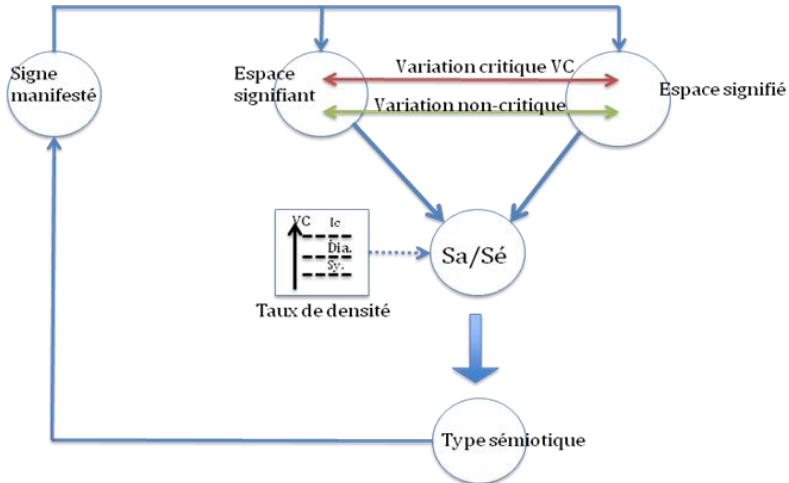 Signe
manifesté
Espace
signifiant
Variation critique VC
Variation non-critique
Espace signifié
VC Ic
Dia.
Sy.
Taux de densité
Sa/Sé
Type sémiotique